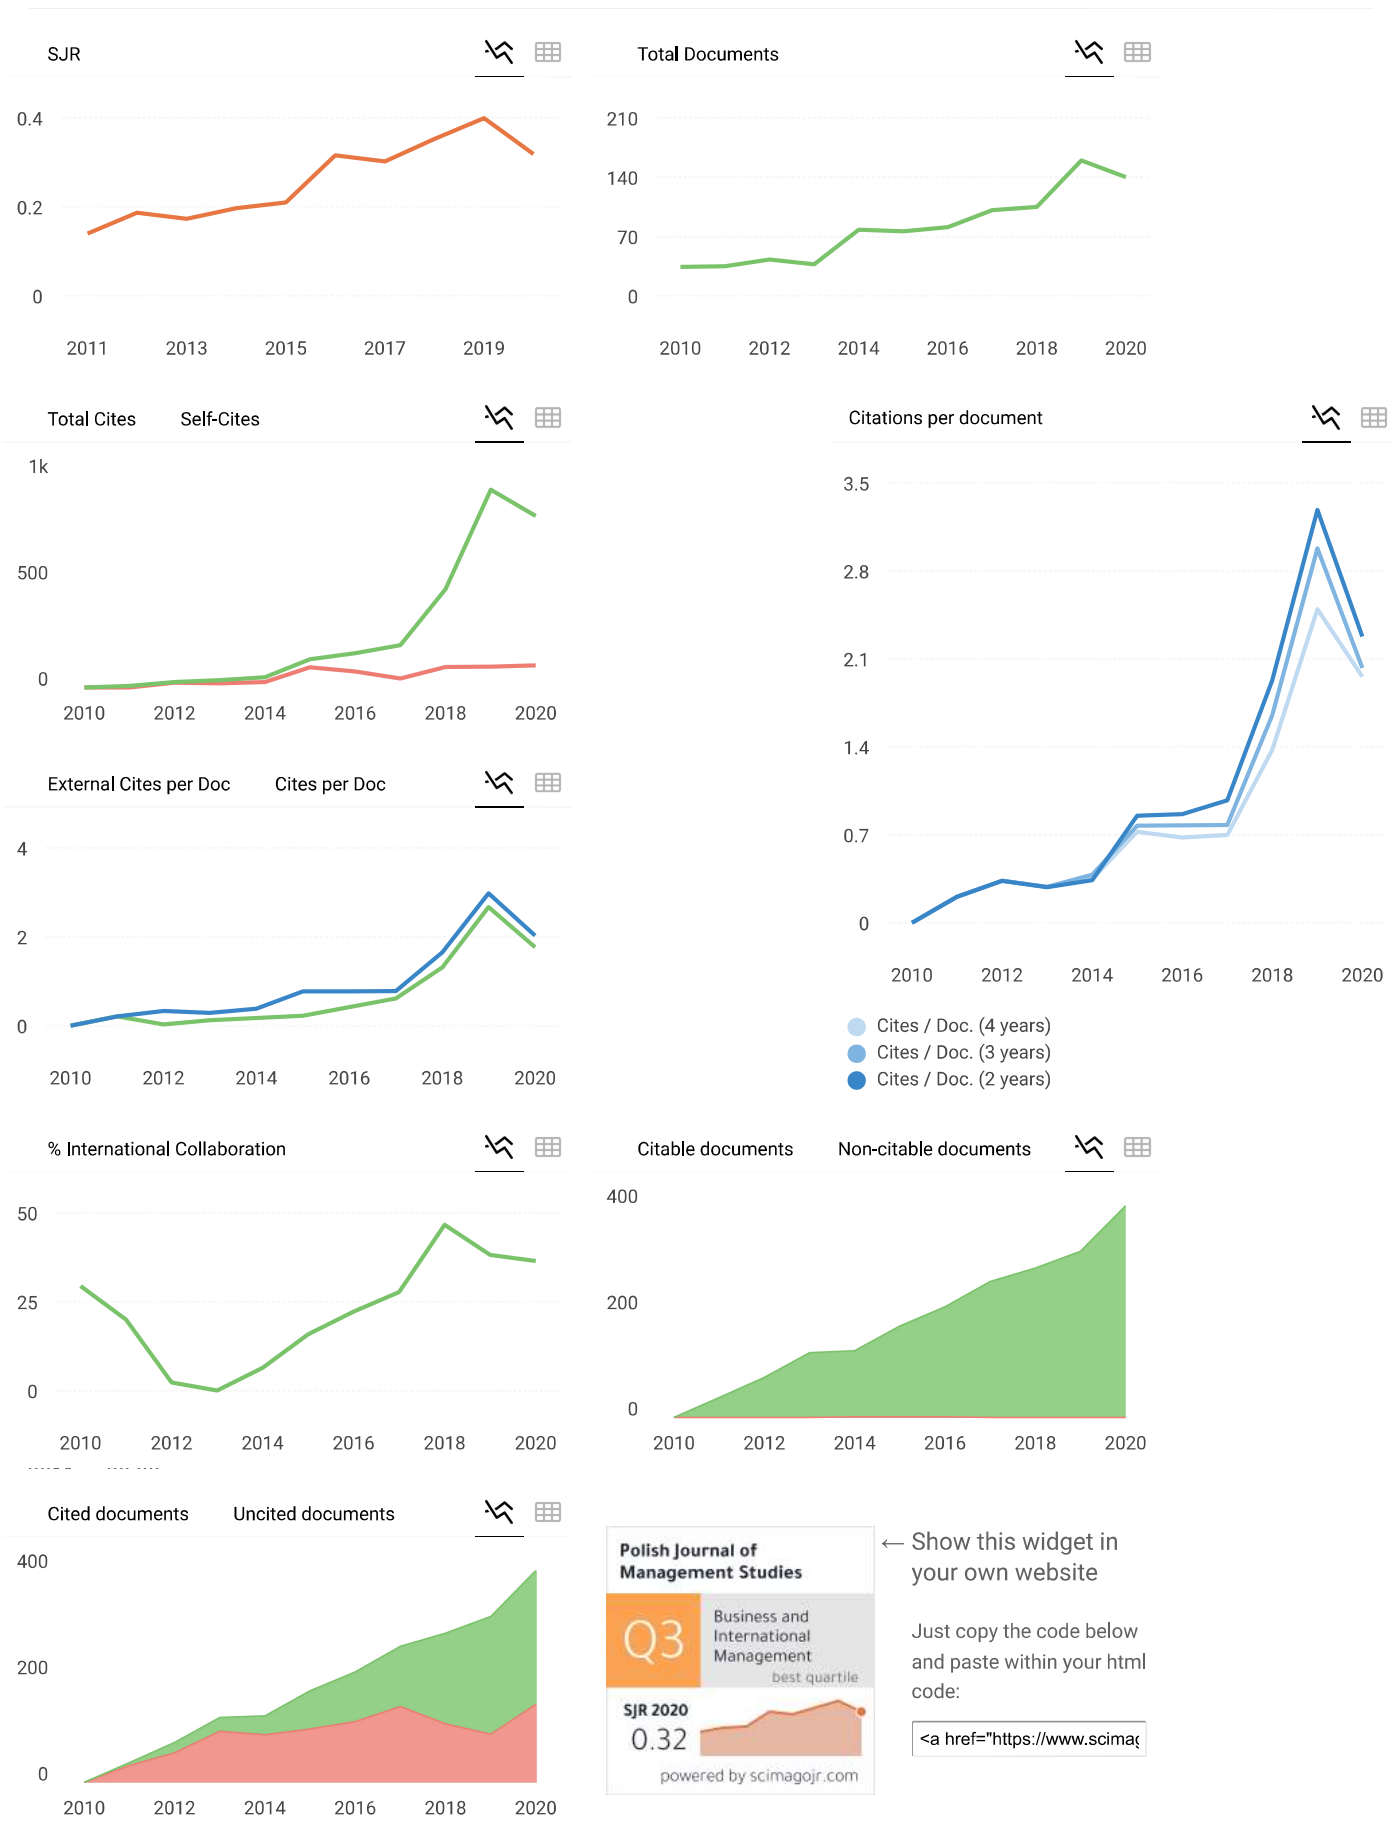 SJR
0.4
0.2
0
2011 2013 2015 2017 2019
Total Documents
210
140
70
0
2010 2012 2014 2016 2018 2020
Total Cites Self-Cites
1k
500
0
2010 2012 2014 2016 2018 2020
Citations per document
3.5
2.8
2.1
1.4
0.7
0
2010 2012 2014 2016 2018 2020
Cites / Doc. (4 years)
Cites / Doc. (3 years)
Cites / Doc. (2 years)
External Cites per Doc Cites per Doc
4
2
0
2010 2012 2014 2016 2018 2020
% International Collaboration
50
25
0
2010 2012 2014 2016 2018 2020
Citable documents Non-citable documents
400
200
0
2010 2012 2014 2016 2018 2020
Cited documents Uncited documents
400
200
0
2010 2012 2014 2016 2018 2020
Polish Journal of
Management Studies
Q3
Business and
International
Management
best quartile
SJR 2020
0.32
powered by scimagojr.com
← Show this widget in
your own website
Just copy the code below
and paste within your html
code:
<a href="https://www.scimag